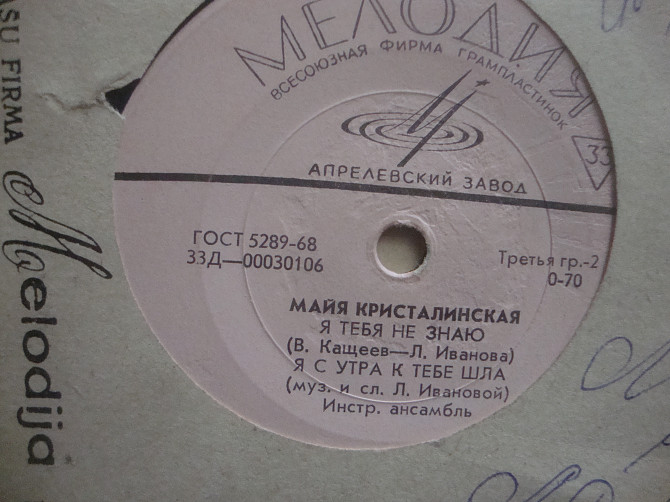 МЕЛОДИЯ
ВСЕСОЮЗНАЯ ФИРМА ГРАМПЛАСТИНОК
33
АПРЕЛЕВСКИЙ ЗАВОД
ГОСТ 5289-68
33Д—00030106
Третья гр.-2
0-70
МАЙЯ КРИСТАЛИНСКАЯ
Я ТЕБЯ НЕ ЗНАЮ
(В. Кащеев—Л. Иванова)
Я С УТРА К ТЕБЕ ШЛА
(муз. и сл. Л. Ивановой)
Инстр. ансамбль
FIRMA
Melodija